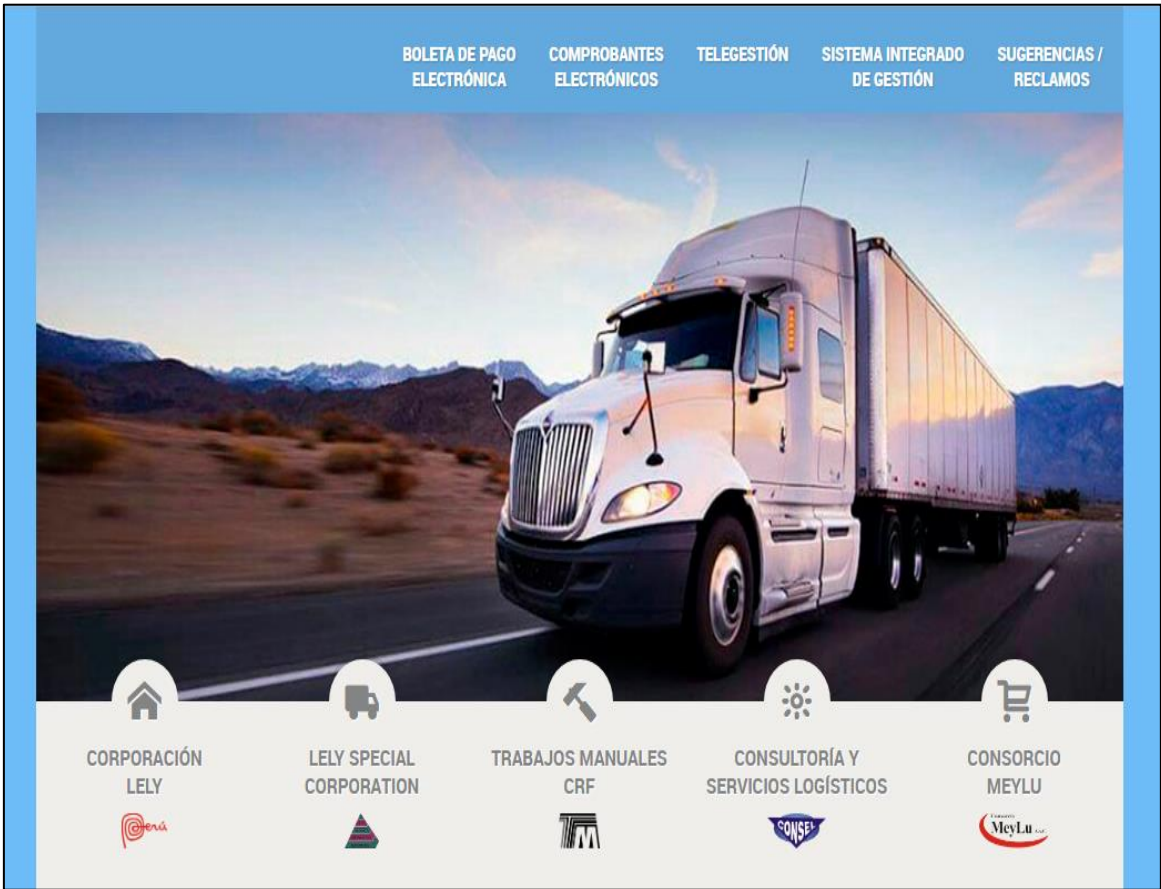 BOLETA DE PAGO
ELECTRÓNICA
COMPROBANTES
ELECTRÓNICOS
TELEGESTIÓN
SISTEMA INTEGRADO
DE GESTIÓN
SUGERENCIAS /
RECLAMOS
CORPORACIÓN
LELY
LELY SPECIAL
CORPORATION
TRABAJOS MANUALES
CRF
CONSULTORÍA Y
SERVICIOS LOGÍSTICOS
CONSORCIO
MEYLU
Perú
TM
CONSEL
MeyLu